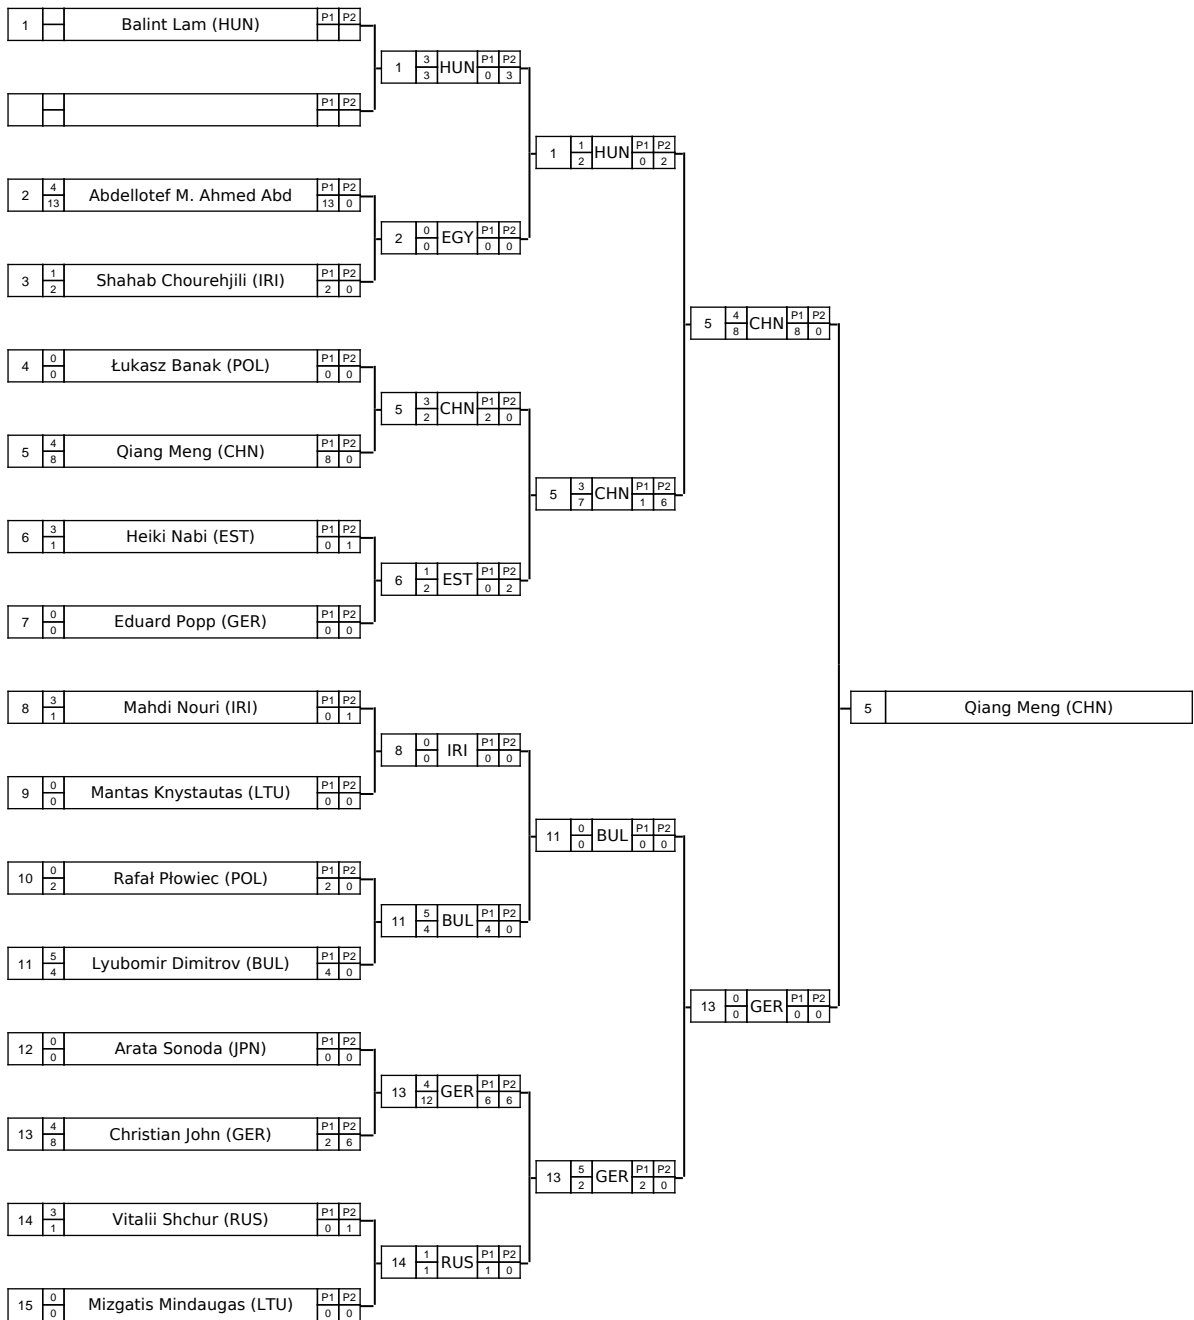 1 Balint Lam (HUN) P1 P2
1 3 3 HUN P1 P2 0 3
P1 P2
1 1 2 HUN P1 P2 0 2
2 4 13 Abdellotef M. Ahmed Abd P1 P2 13 0
2 0 0 EGY P1 P2 0 0
3 1 2 Shahab Chourehjili (IRI) P1 P2 2 0
5 4 8 CHN P1 P2 8 0
4 0 0 Łukasz Banak (POL) P1 P2 0 0
5 3 2 CHN P1 P2 2 0
5 4 8 Qiang Meng (CHN) P1 P2 8 0
5 3 7 CHN P1 P2 1 6
6 3 1 Heiki Nabi (EST) P1 P2 0 1
6 1 2 EST P1 P2 0 2
7 0 0 Eduard Popp (GER) P1 P2 0 0
8 3 1 Mahdi Nouri (IRI) P1 P2 0 1
5 Qiang Meng (CHN)
8 0 0 IRI P1 P2 0 0
9 0 0 Mantas Knystautas (LTU) P1 P2 0 0
11 0 0 BUL P1 P2 0 0
10 0 2 Rafał Płowiec (POL) P1 P2 2 0
11 5 4 BUL P1 P2 4 0
11 5 4 Lyubomir Dimitrov (BUL) P1 P2 4 0
13 0 0 GER P1 P2 0 0
12 0 0 Arata Sonoda (JPN) P1 P2 0 0
13 4 12 GER P1 P2 6 6
13 4 8 Christian John (GER) P1 P2 2 6
13 5 2 GER P1 P2 2 0
14 3 1 Vitalii Shchur (RUS) P1 P2 0 1
14 1 1 RUS P1 P2 1 0
15 0 0 Mizgatis Mindaugas (LTU) P1 P2 0 0